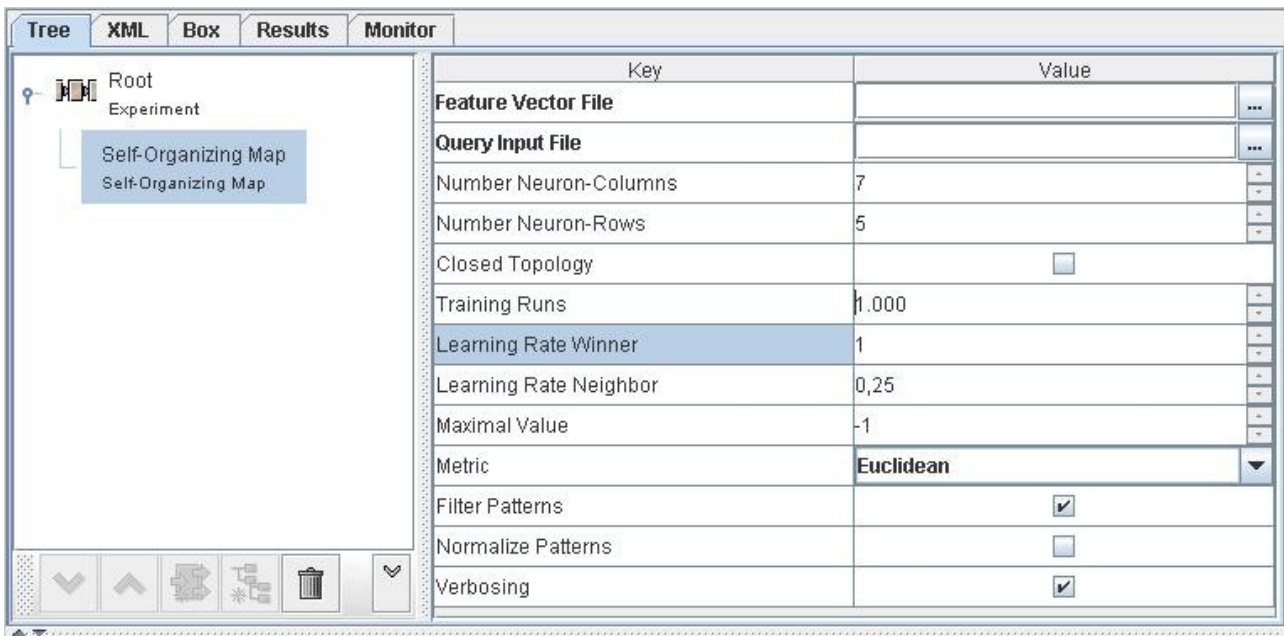 Tree XML Box Results Monitor
Root
Experiment
Self-Organizing Map
Self-Organizing Map
Key Value
Feature Vector File ...
Query Input File ...
Number Neuron-Columns 7
Number Neuron-Rows 5
Closed Topology
Training Runs 1.000
Learning Rate Winner 1
Learning Rate Neighbor 0,25
Maximal Value -1
Metric Euclidean
Filter Patterns
Normalize Patterns
Verbosing